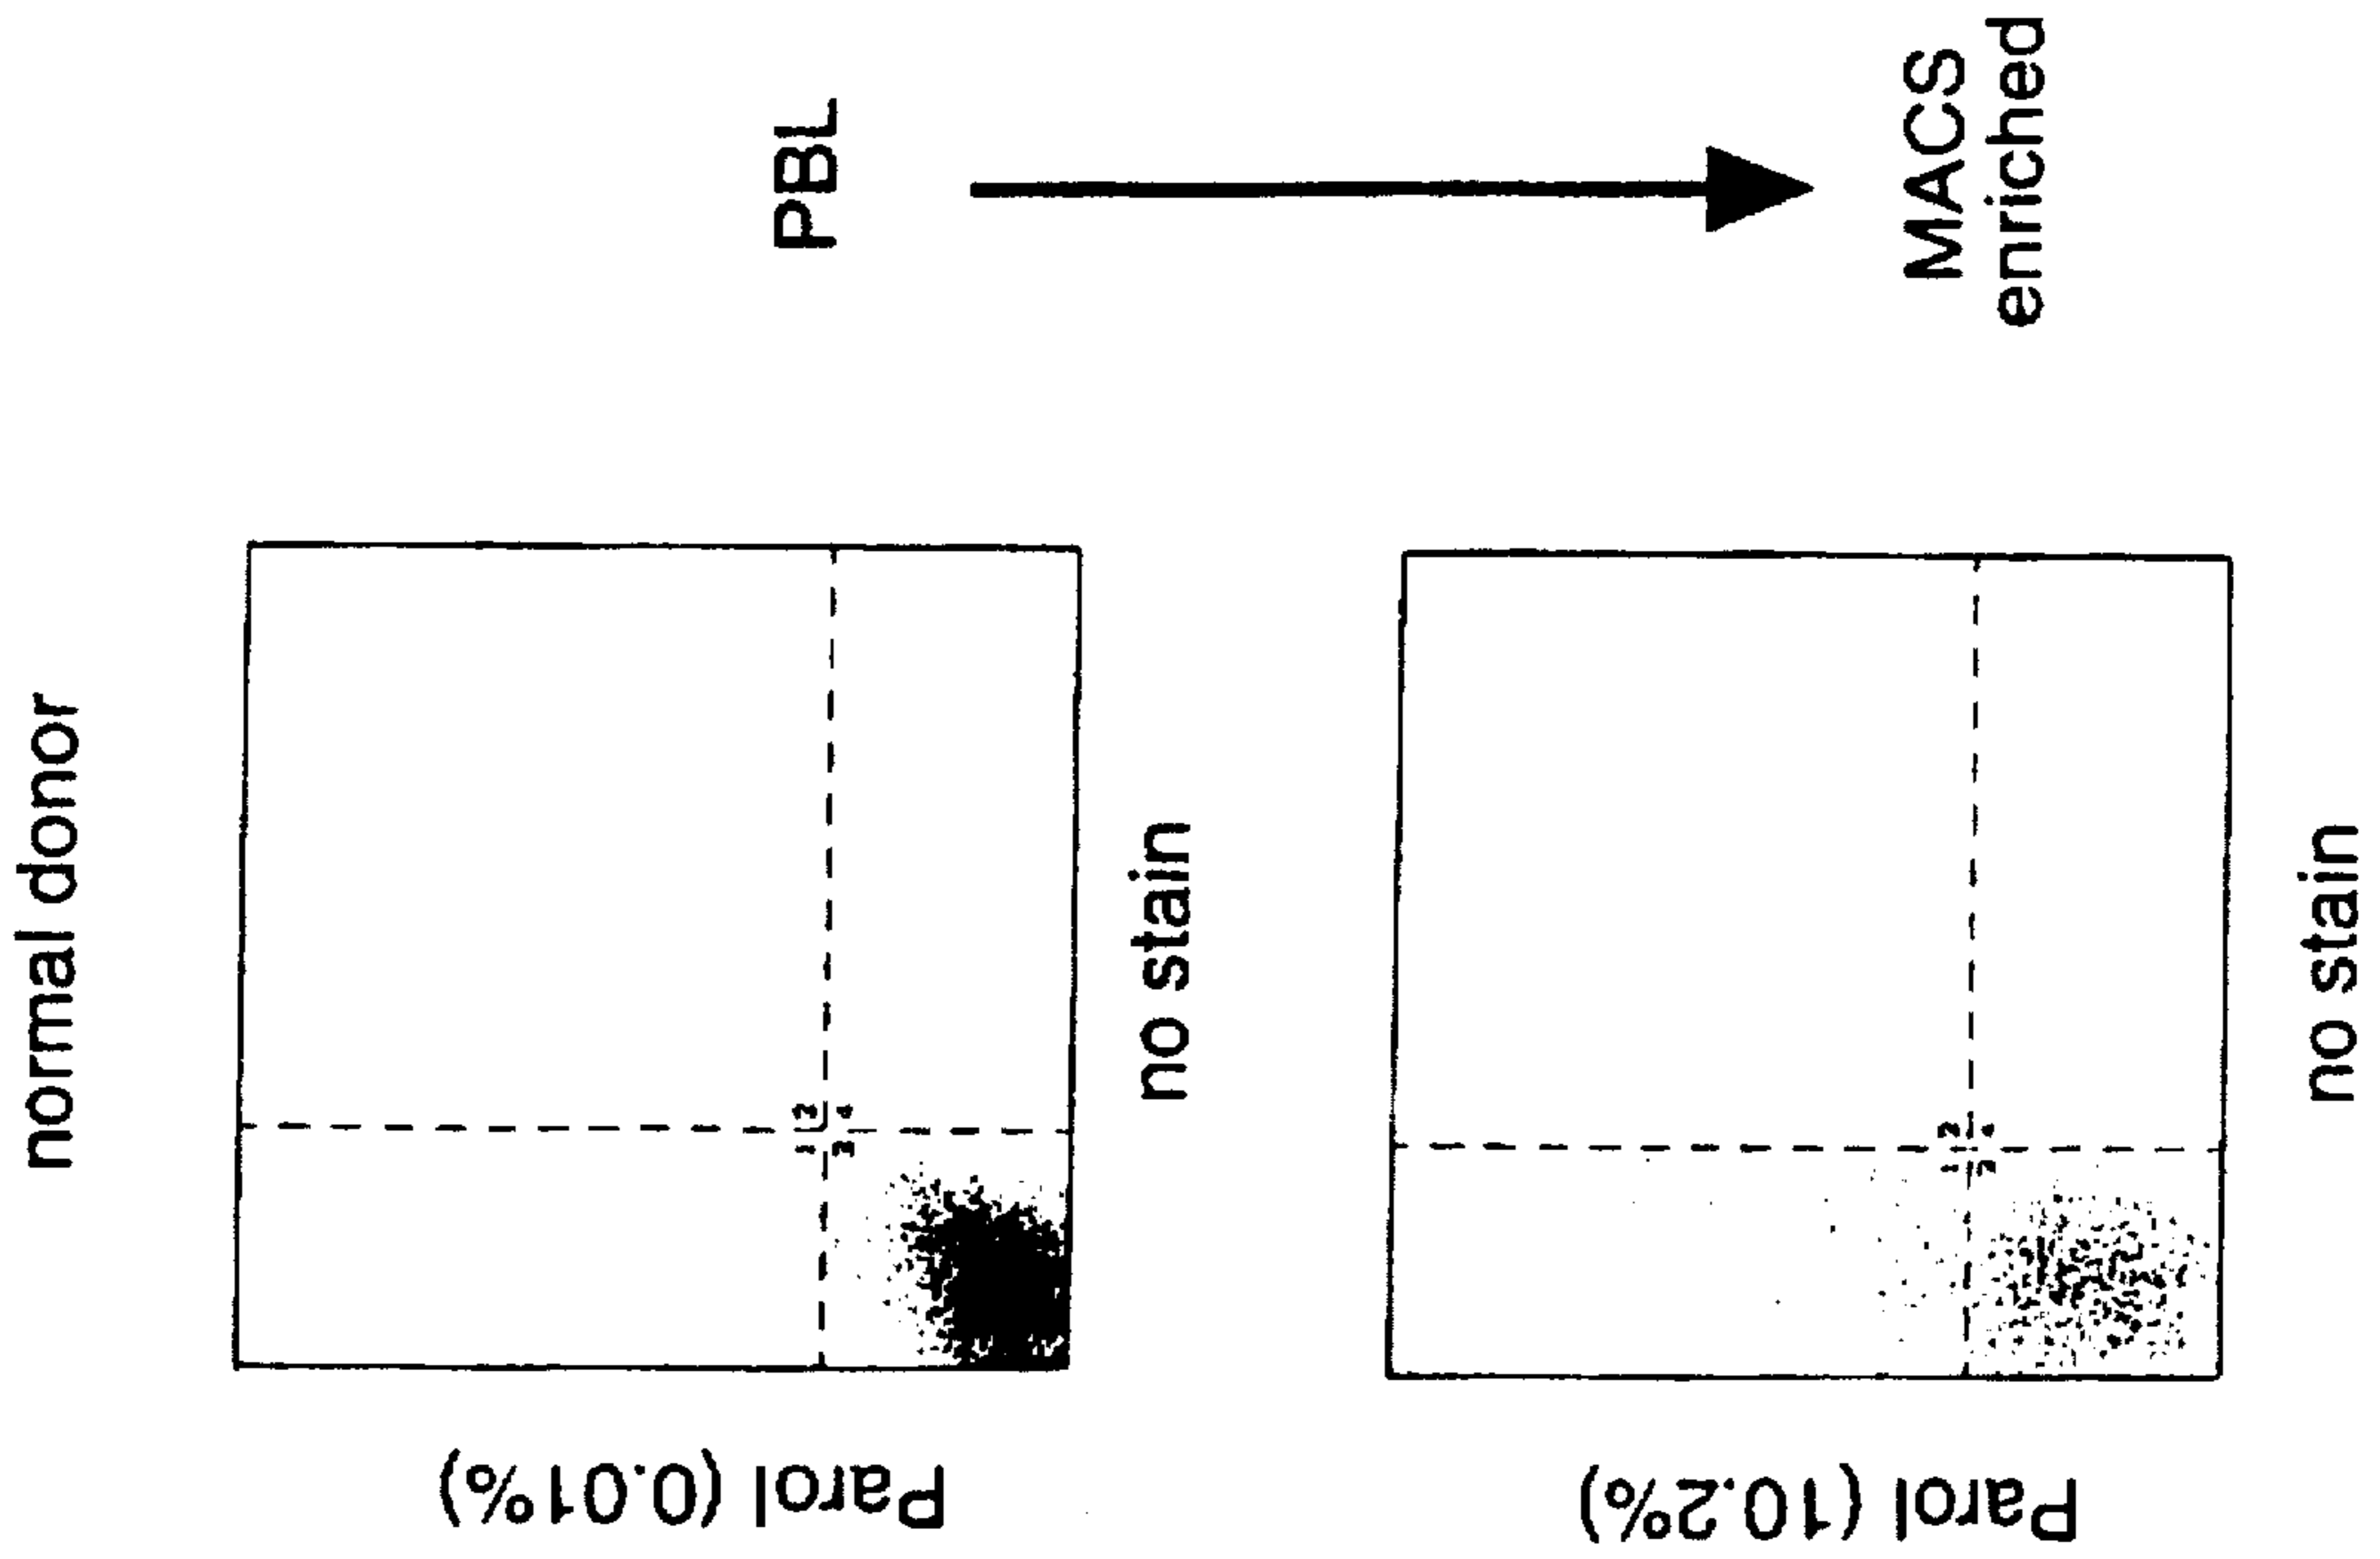 normal donor
Parol (0.01%)
PBL
no stain
Parol (10.2%)
MACS
enriched
no stain